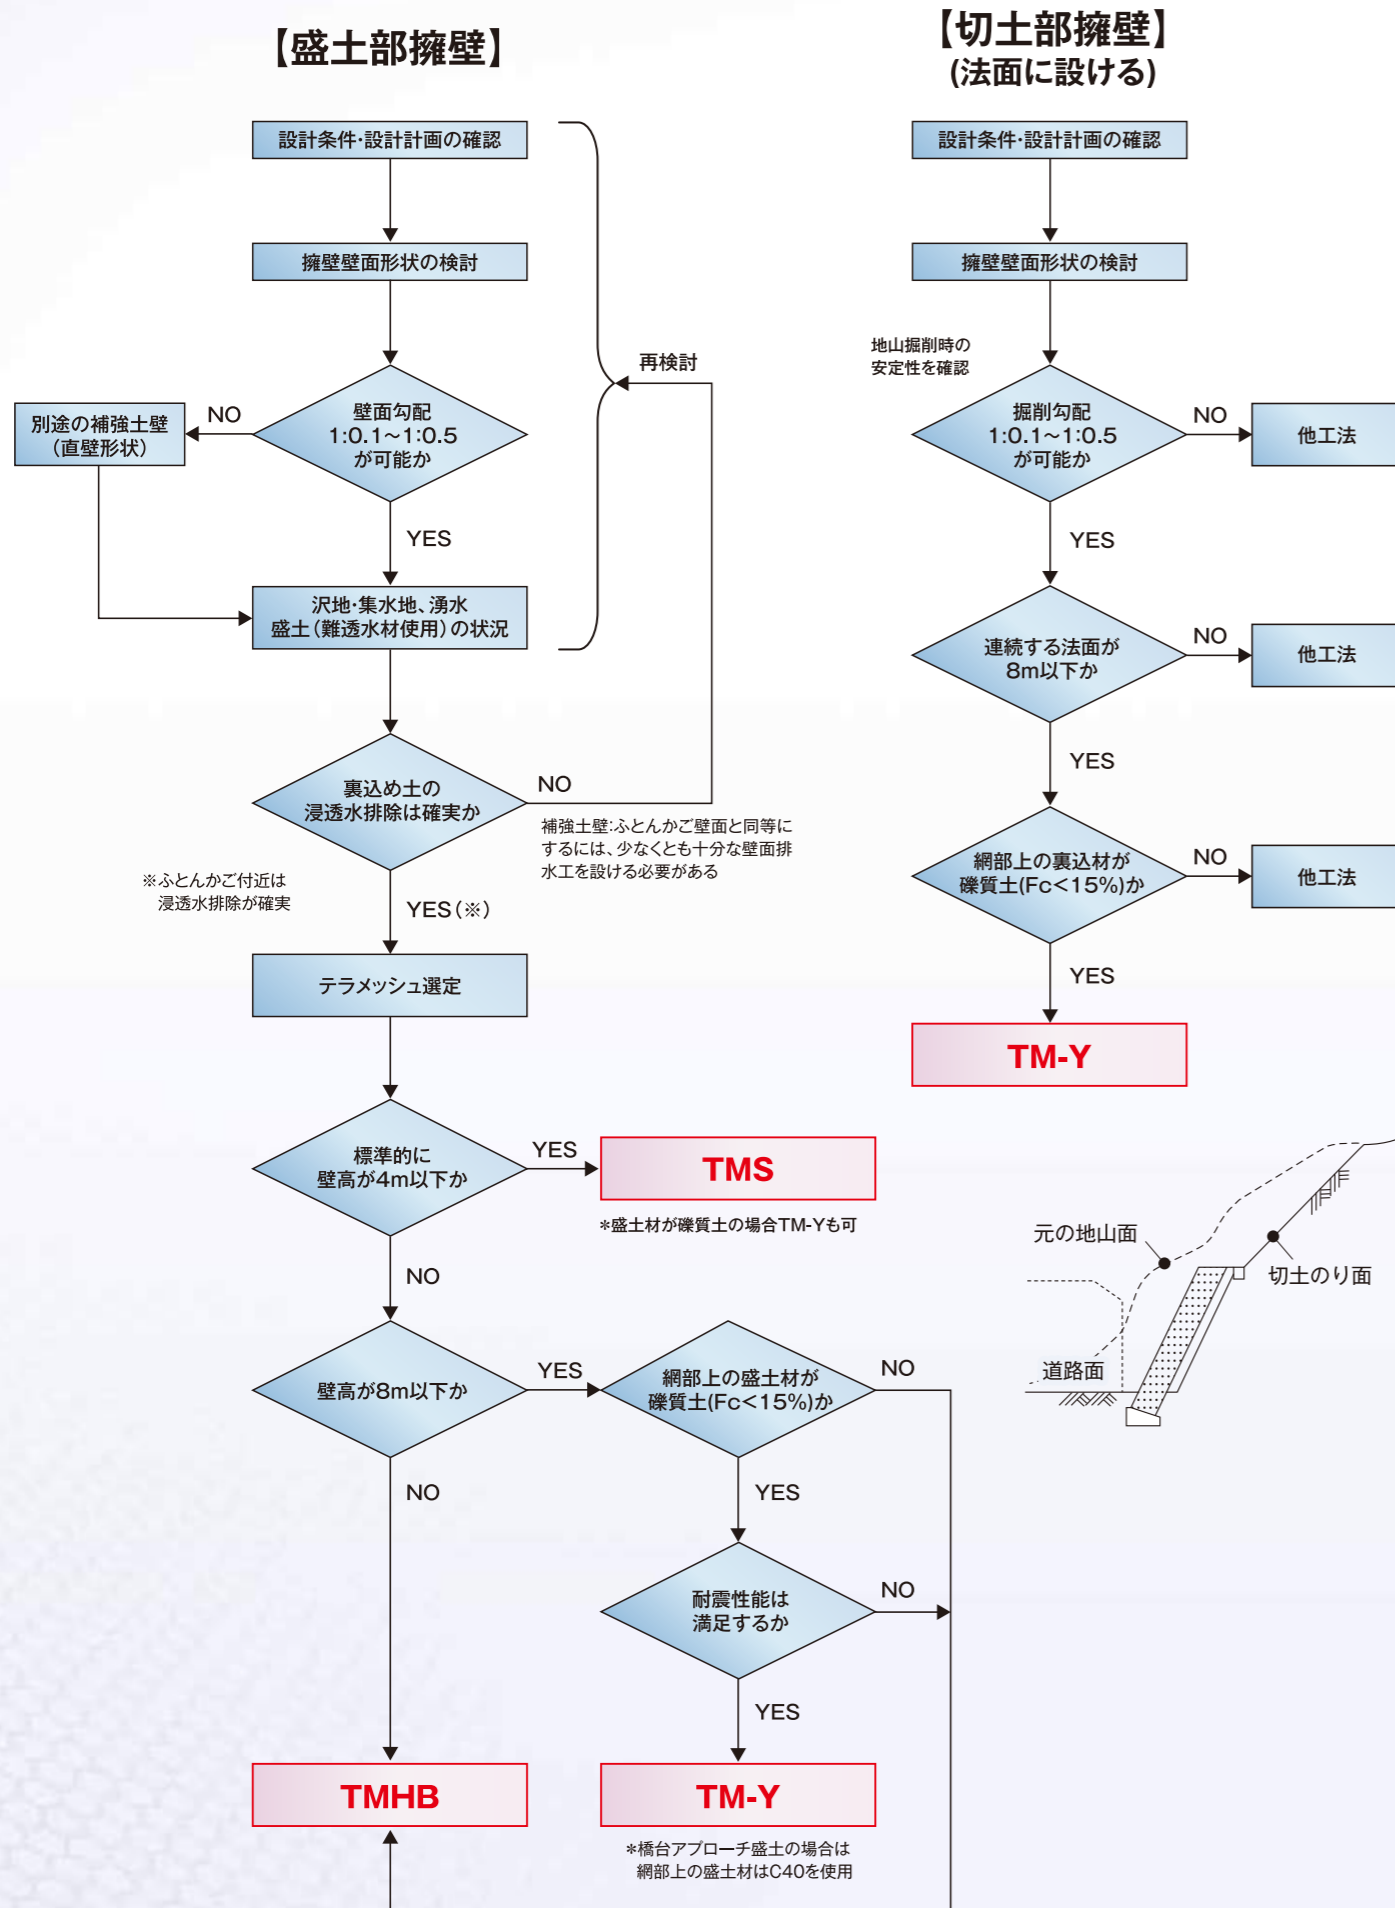 【盛土部擁壁】
設計条件・設計計画の確認
擁壁壁面形状の検討
壁面勾配
1:0.1～1:0.5
が可能か
NO
別途の補強土壁
（直壁形状）
YES
沢地・集水地、湧水
盛土（難透水材使用）の状況
再検討
裏込め土の
浸透水排除は確実か
NO
補強土壁:ふとんかご壁面と同等に
するには、少なくとも十分な壁面排
水工を設ける必要がある
※ふとんかご付近は
浸透水排除が確実
YES（※）
テラメッシュ選定
標準的に
壁高が4m以下か
YES
TMS
＊盛土材が礫質土の場合TM-Yも可
NO
壁高が8m以下か
YES
網部上の盛土材が
礫質土(Fc＜15%)か
NO
NO
YES
耐震性能は
満足するか
NO
YES
TMHB
TM-Y
＊橋台アプローチ盛土の場合は
網部上の盛土材はC40を使用
【切土部擁壁】
(法面に設ける)
設計条件・設計計画の確認
擁壁壁面形状の検討
地山掘削時の
安定性を確認
掘削勾配
1:0.1～1:0.5
が可能か
NO
他工法
YES
連続する法面が
8m以下か
NO
他工法
YES
網部上の裏込材が
礫質土(Fc＜15%)か
NO
他工法
YES
TM-Y
元の地山面
切土のり面
道路面